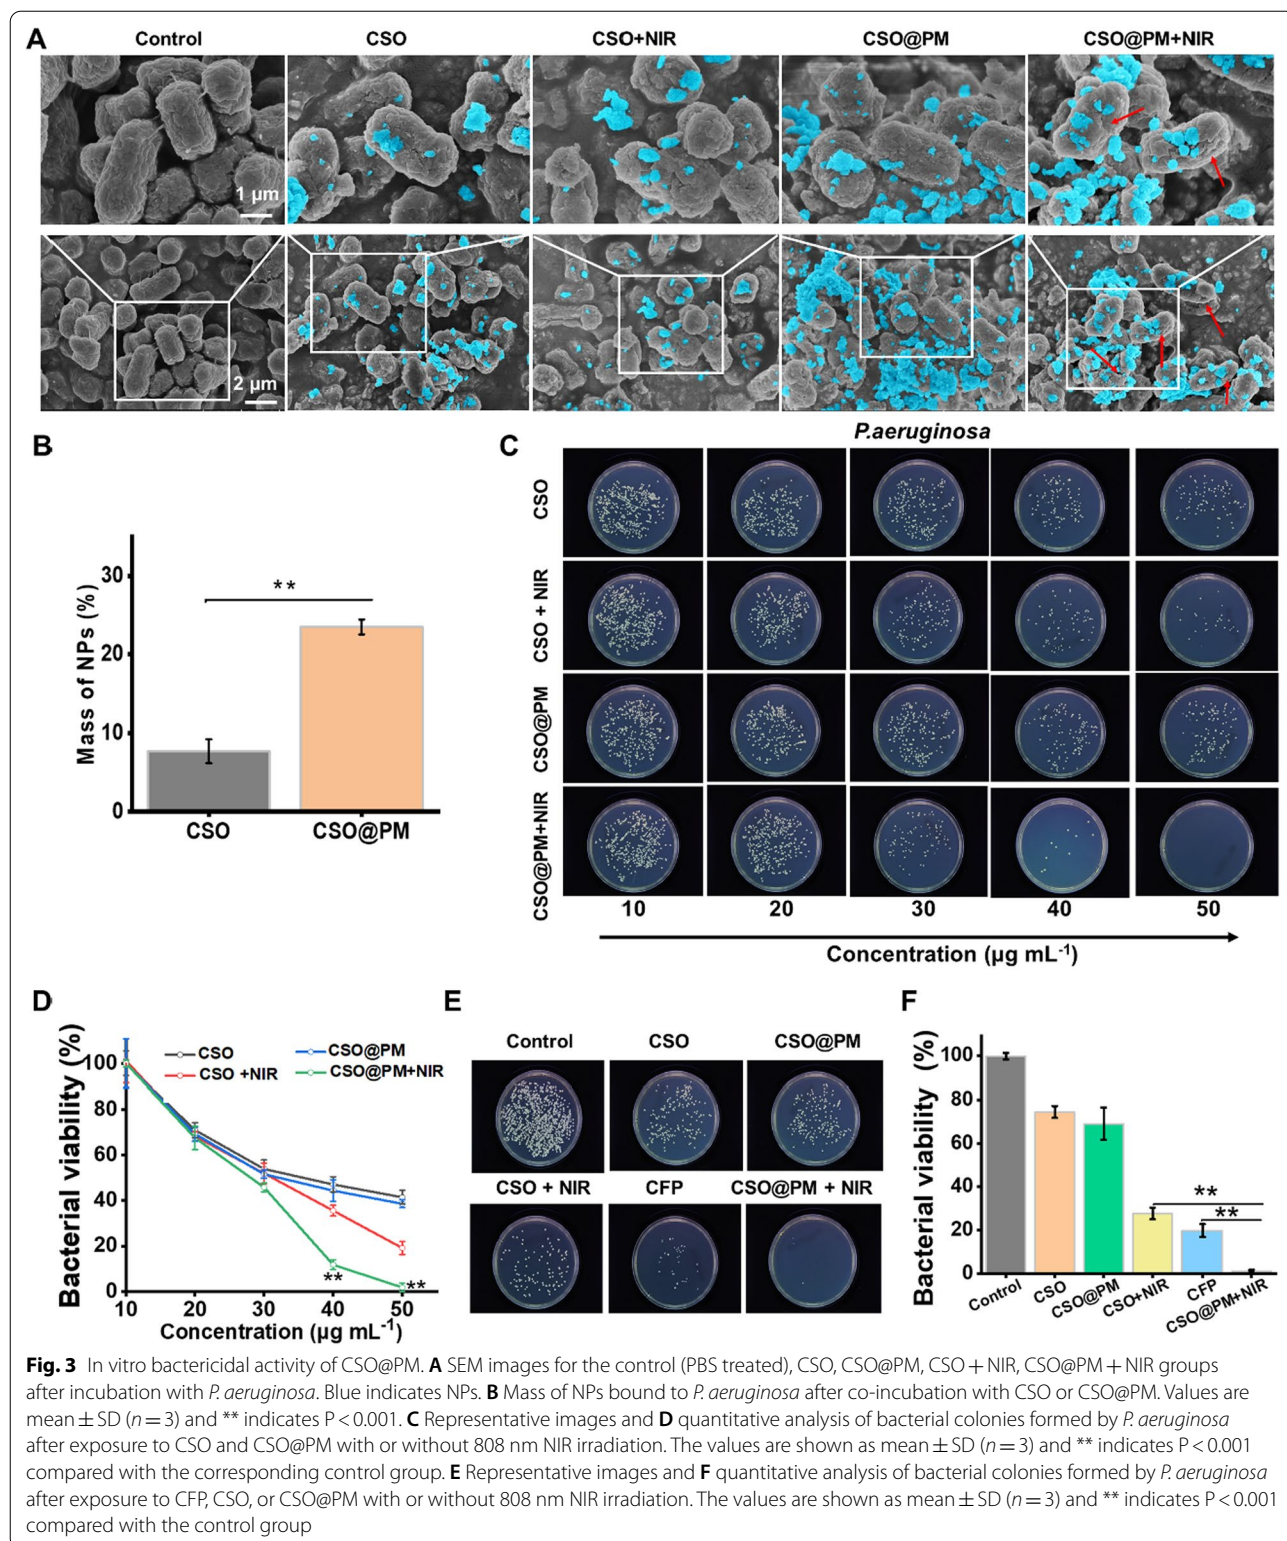 A
Control
CSO
CSO+NIR
CSO@PM
CSO@PM+NIR
1 µm
2 µm
B
Mass of NPs (%)
30
20
10
0
**
CSO
CSO@PM
C
P.aeruginosa
CSO
CSO + NIR
CSO@PM
CSO@PM+NIR
10
20
30
40
50
Concentration (µg mL⁻¹)
D
Bacterial viability (%)
100
80
60
40
20
0
CSO
CSO +NIR
CSO@PM
CSO@PM+NIR
**
**
10
20
30
40
50
Concentration (µg mL⁻¹)
E
Control
CSO
CSO@PM
CSO + NIR
CFP
CSO@PM + NIR
F
Bacterial viability (%)
100
80
60
40
20
0
**
**
Control
CSO
CSO@PM
CSO+NIR
CFP
CSO@PM+NIR
Fig. 3 In vitro bactericidal activity of CSO@PM. A SEM images for the control (PBS treated), CSO, CSO@PM, CSO + NIR, CSO@PM + NIR groups
after incubation with P. aeruginosa. Blue indicates NPs. B Mass of NPs bound to P. aeruginosa after co-incubation with CSO or CSO@PM. Values are
mean ± SD (n = 3) and ** indicates P < 0.001. C Representative images and D quantitative analysis of bacterial colonies formed by P. aeruginosa
after exposure to CSO and CSO@PM with or without 808 nm NIR irradiation. The values are shown as mean ± SD (n = 3) and ** indicates P < 0.001
compared with the corresponding control group. E Representative images and F quantitative analysis of bacterial colonies formed by P. aeruginosa
after exposure to CFP, CSO, or CSO@PM with or without 808 nm NIR irradiation. The values are shown as mean ± SD (n = 3) and ** indicates P < 0.001
compared with the control group